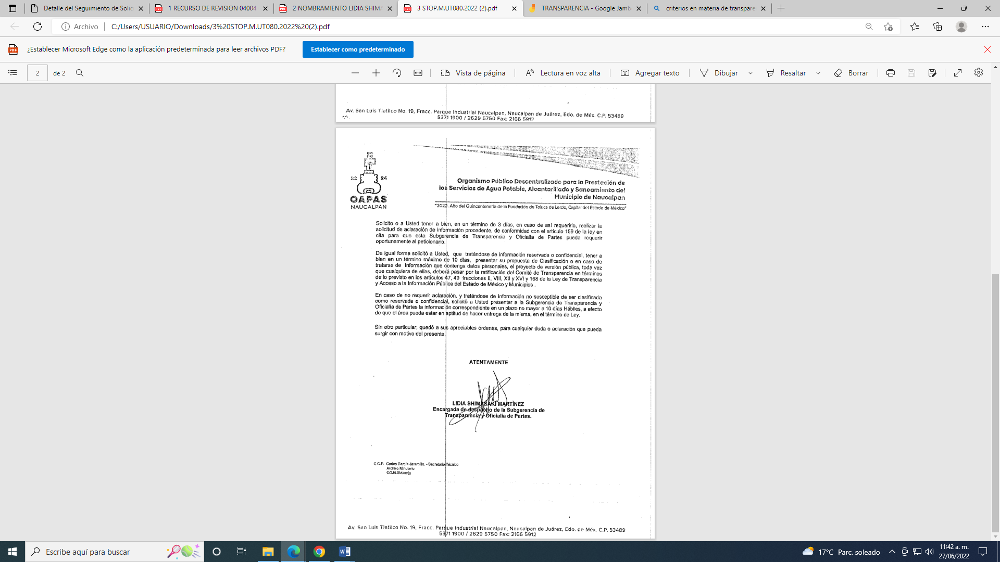 Detalle del Seguimiento de Solic
1 RECURSO DE REVISION 04004
2 NOMBRAMIENTO LIDIA SHIMA
3 STOP.M.UT080.2022 (2).pdf
TRANSPARENCIA - Google Jamb
criterios en materia de transpare
Archivo
C:/Users/USUARIO/Downloads/3%20STOP.M.UT080.2022%20(2).pdf
¿Establecer Microsoft Edge como la aplicación predeterminada para leer archivos PDF?
Establecer como predeterminado
2 de 2
Vista de página
Lectura en voz alta
Agregar texto
Dibujar
Resaltar
Borrar
Av. San Luis Tlatilco No. 19, Fracc. Parque Industrial Naucalpan, Naucalpan de Juárez, Edo. de Méx. C.P. 53489
5371 1900 / 2629 5750 Fax: 2166 5912
22 24
OAPAS
NAUCALPAN
Organismo Público Descentralizado para la Prestación de
los Servicios de Agua Potable, Alcantarillado y Saneamiento del
Municipio de Naucalpan
"2022. Año del Quincentenario de la Fundación de Toluca de Lerdo, Capital del Estado de México"
Solicito o a Usted tener a bien, en un término de 3 días, en caso de asi requerirlo, realizar la
solicitud de aclaración de información procedente, de conformidad con el artículo 159 de la ley en
cita para que esta Subgerencia de Transparencia y Oficialía de Partes pueda requerir
oportunamente al peticionario.
De igual forma solicitó a Usted, que tratándose de información reservada o confidencial, tener a
bien en un término máximo de 10 días, presentar su propuesta de Clasificación o en caso de
tratarse de Información que contenga datos personales, el proyecto de versión pública, toda vez
que cualquiera de ellas, deberá pasar por la ratificación del Comité de Transparencia en términos
de lo previsto en los artículos 47, 49 fracciones II, VIII, XII y XVI y 168 de la Ley de Transparencia
y Acceso a la Información Pública del Estado de México y Municipios .
En caso de no requerir aclaración, y tratándose de Información no susceptible de ser clasificada
como reservada o confidencial, solicitó a Usted presentar a la Subgerencia de Transparencia y
Oficialía de Partes la información correspondiente en un plazo no mayor a 10 días Hábiles, a efecto
de que el área pueda estar en aptitud de hacer entrega de la misma, en el término de Ley.
Sin otro particular, quedó a sus apreciables órdenes, para cualquier duda o aclaración que pueda
surgir con motivo del presente.
ATENTAMENTE
LIDIA SHIMASAKI MARTÍNEZ
Encargada de despacho de la Subgerencia de
Transparencia y Oficialía de Partes.
C.C.P. Carlos García Jaramillo. - Secretario Técnico
Archivo Minutario.
CGJ/LSM/emjg
Av. San Luis Tlatilco No. 19, Fracc. Parque Industrial Naucalpan, Naucalpan de Juárez, Edo. de Méx. C.P. 53489
5371 1900 / 2629 5750 Fax: 2166 5912
Escribe aquí para buscar
17°C Parc. soleado
11:42 a. m.
27/06/2022